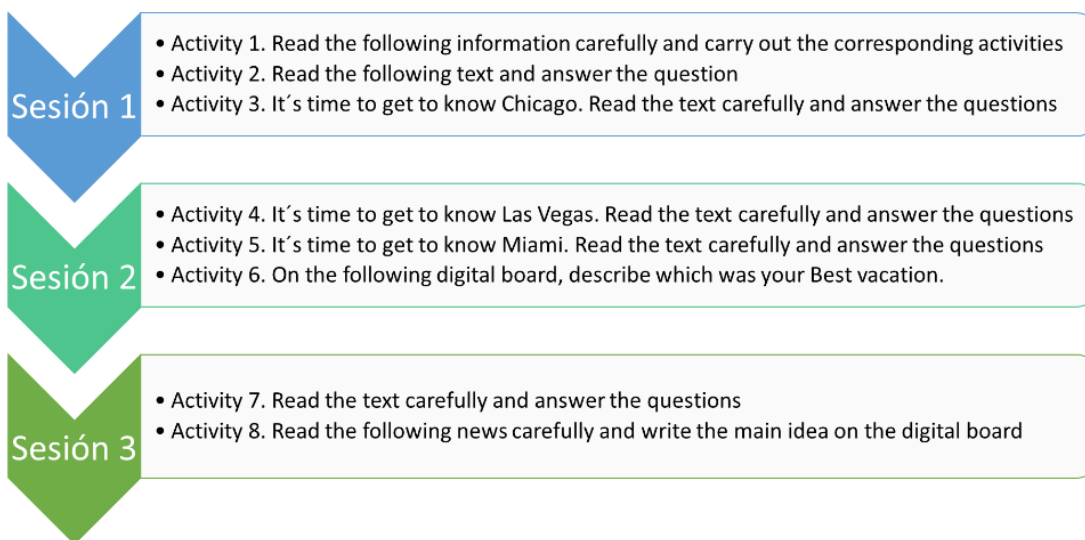 Sesión 1
• Activity 1. Read the following information carefully and carry out the corresponding activities
• Activity 2. Read the following text and answer the question
• Activity 3. It´s time to get to know Chicago. Read the text carefully and answer the questions
Sesión 2
• Activity 4. It´s time to get to know Las Vegas. Read the text carefully and answer the questions
• Activity 5. It´s time to get to know Miami. Read the text carefully and answer the questions
• Activity 6. On the following digital board, describe which was your Best vacation.
Sesión 3
• Activity 7. Read the text carefully and answer the questions
• Activity 8. Read the following news carefully and write the main idea on the digital board